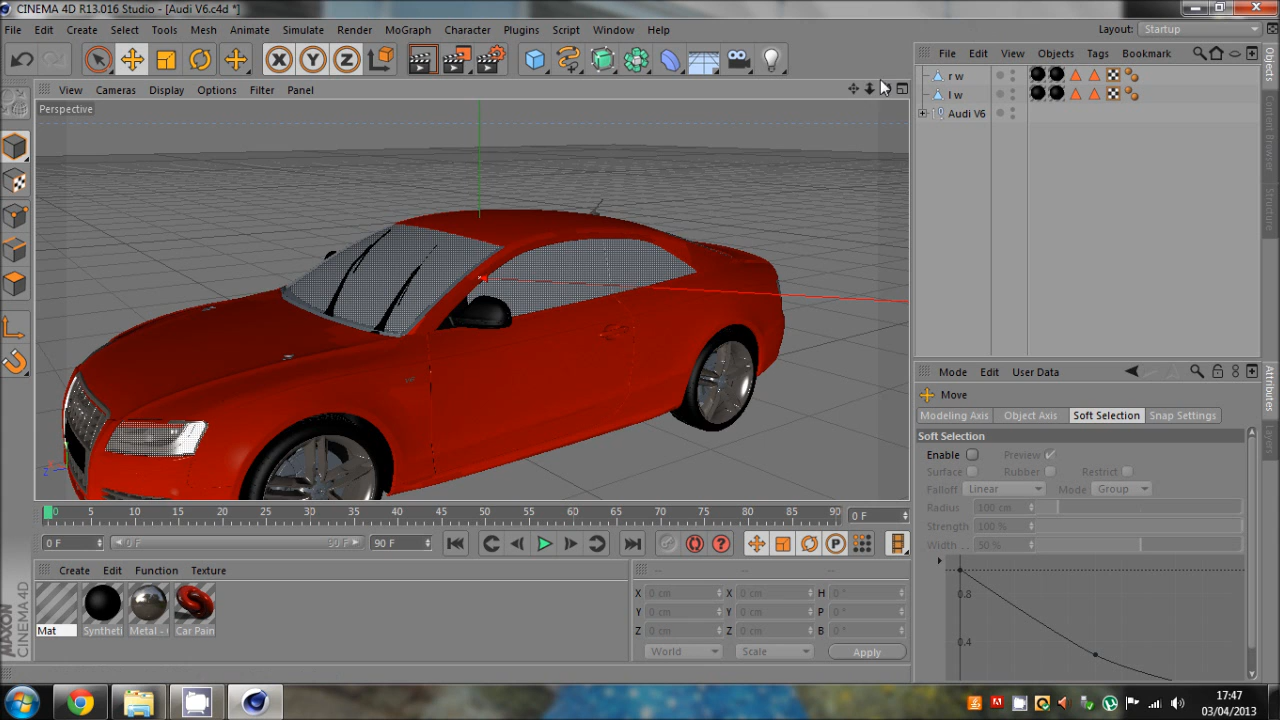 CINEMA 4D R13.016 Studio - [Audi V6.c4d *]
File Edit Create Select Tools Mesh Animate Simulate Render MoGraph Character Plugins Script Window Help Layout: Startup
X Y Z
File Edit View Objects Tags Bookmark
View Cameras Display Options Filter Panel
Perspective
r w
l w
Audi V6
Objects
Content Browser
Structure
Mode Edit User Data
Move
Modeling Axis Object Axis Soft Selection Snap Settings
Soft Selection
Enable Preview
Surface Rubber Restrict
Falloff Linear Mode Group
Radius 100 cm
Strength 100 %
Width 50 %
0.8
0.4
Attributes
Layers
0 5 10 15 20 25 30 35 40 45 50 55 60 65 70 75 80 85 90 0 F
0 F 0 F 90 F 90 F
Create Edit Function Texture
Mat Syntheti Metal - Car Pain
-- -- --
X 0 cm X 0 cm H 0 °
Y 0 cm Y 0 cm P 0 °
Z 0 cm Z 0 cm B 0 °
World Scale Apply
MAXON
CINEMA 4D
17:47
03/04/2013